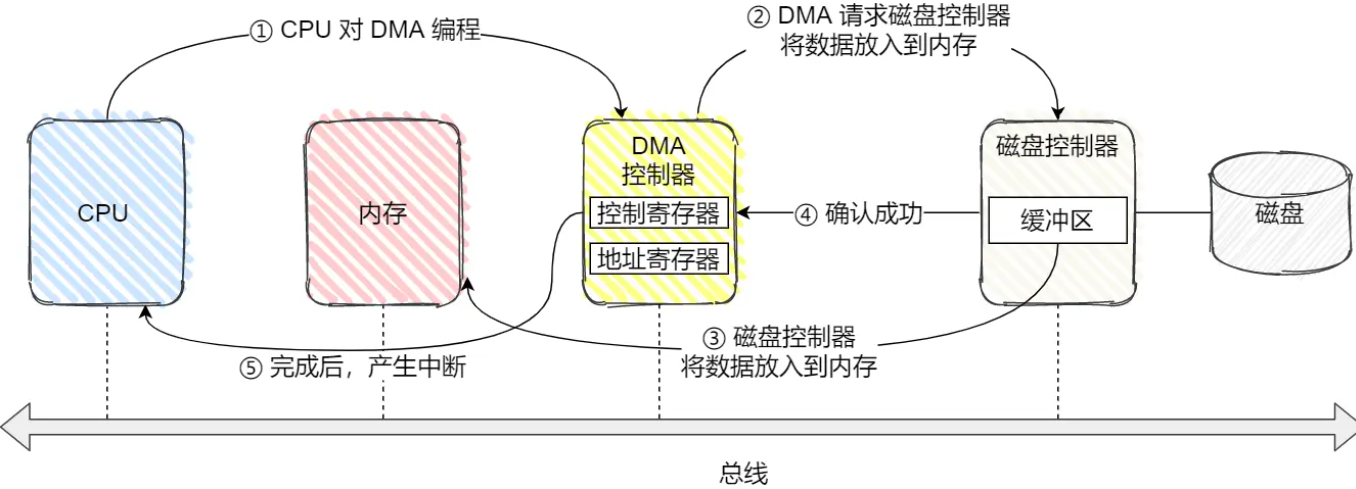 ① CPU 对 DMA 编程
② DMA 请求磁盘控制器
将数据放入到内存
CPU
内存
DMA
控制器
控制寄存器
地址寄存器
④ 确认成功
磁盘控制器
缓冲区
磁盘
③ 磁盘控制器
将数据放入到内存
⑤ 完成后，产生中断
总线